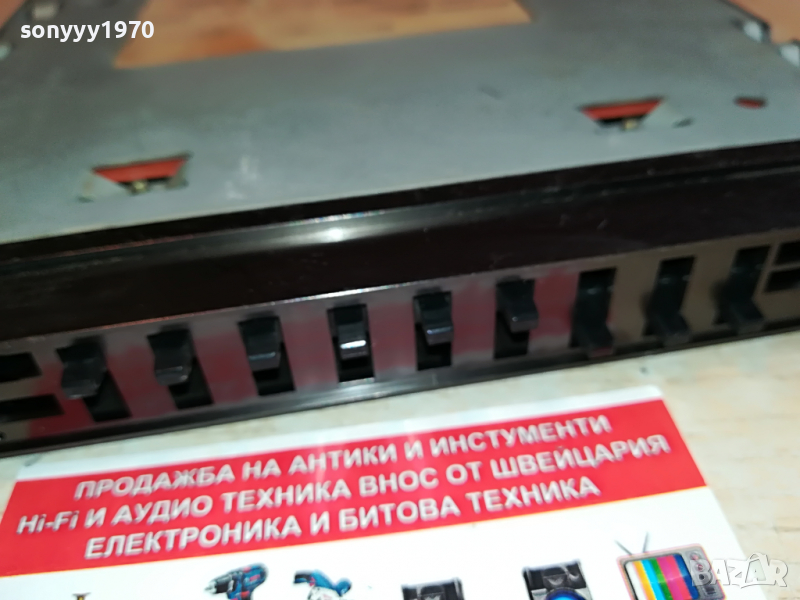 sonyyy1970
ПРОДАЖБА НА АНТИКИ И ИНСТУМЕНТИ
Hi-Fi И АУДИО ТЕХНИКА ВНОС ОТ ШВЕЙЦАРИЯ
ЕЛЕКТРОНИКА И БИТОВА ТЕХНИКА
BAZAR